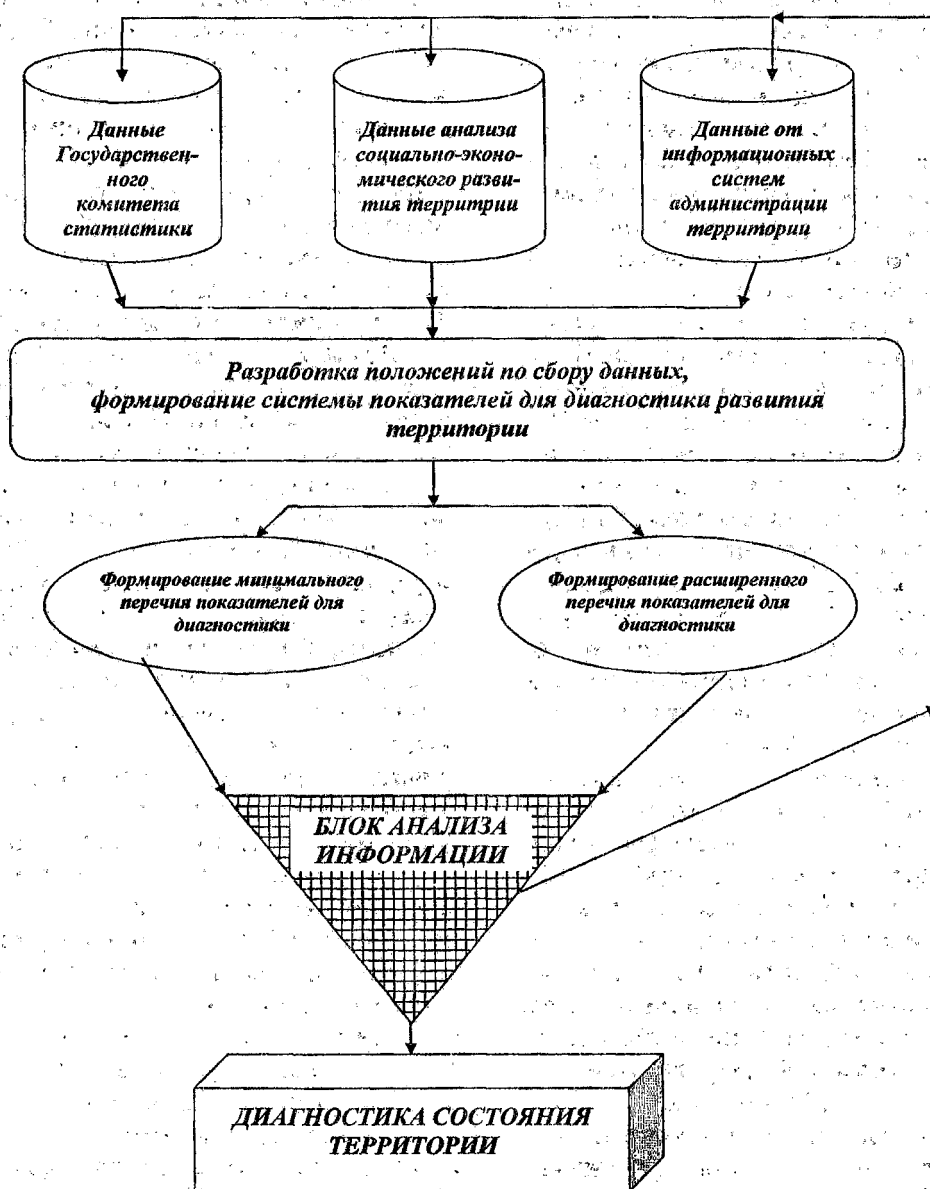 Данные
Государствен-
ного
комитета
статистики
Данные анализа
социально-эконо-
мического разви-
тия территрии
Данные от
информационных
систем
администрации
территории
Разработка положений по сбору данных,
формирование системы показателей для диагностики развития
территории
Формирование минимального
перечня показателей для
диагностики
Формирование расширенного
перечня показателей для
диагностики
БЛОК АНАЛИЗА
ИНФОРМАЦИИ
ДИАГНОСТИКА СОСТОЯНИЯ
ТЕРРИТОРИИ